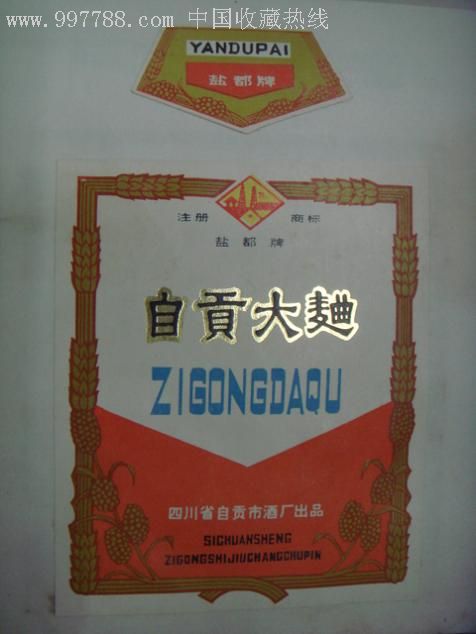 www.997788.com 中国收藏热线
YANDUPAI
盐都牌
注册 商标
盐都牌
自贡大麯
ZIGONGDAQU
四川省自贡市酒厂出品
SICHUANSHENG
ZIGONGSHIJIUCHANGCHUPIN